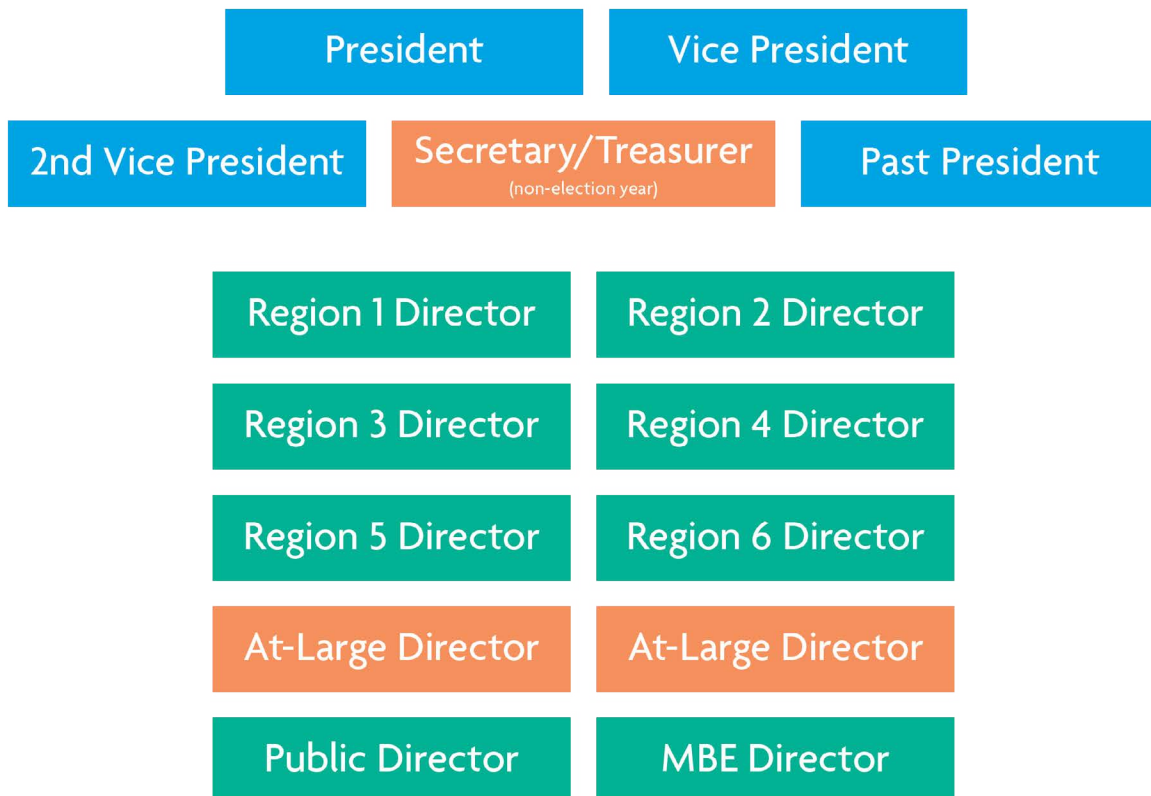 President
Vice President
2nd Vice President
Secretary/Treasurer
(non-election year)
Past President
Region 1 Director
Region 2 Director
Region 3 Director
Region 4 Director
Region 5 Director
Region 6 Director
At-Large Director
At-Large Director
Public Director
MBE Director